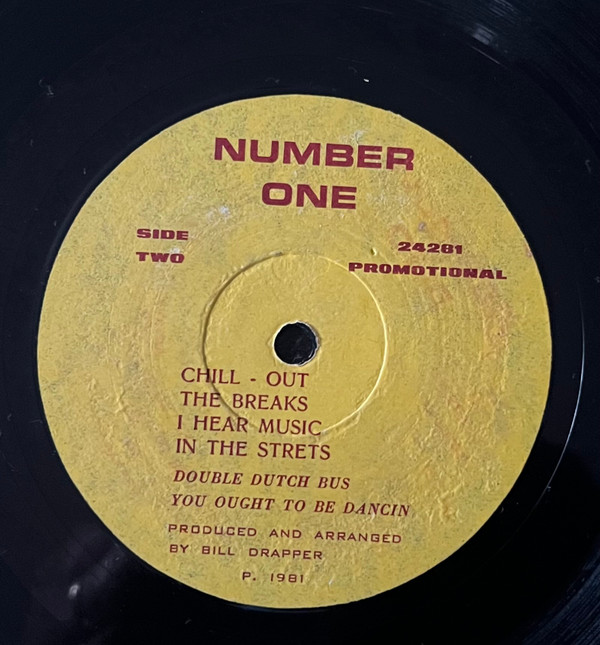 NUMBER
ONE
SIDE
TWO
24281
PROMOTIONAL
CHILL - OUT
THE BREAKS
I HEAR MUSIC
IN THE STRETS
DOUBLE DUTCH BUS
YOU OUGHT TO BE DANCIN
PRODUCED AND ARRANGED
BY BILL DRAPPER
P. 1981